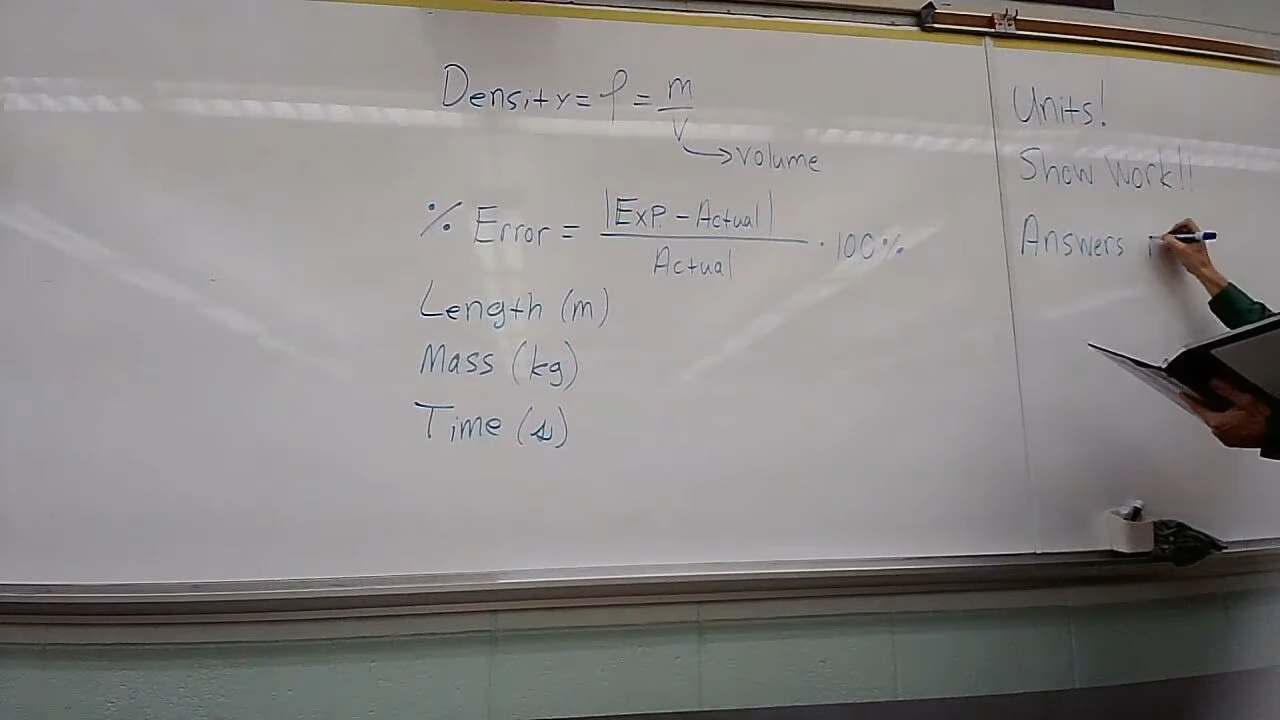 Density = ρ = m/V
→ volume
% Error = |Exp. - Actual| / Actual · 100%
Length (m)
Mass (kg)
Time (s)
Units!
Show Work!!
Answers